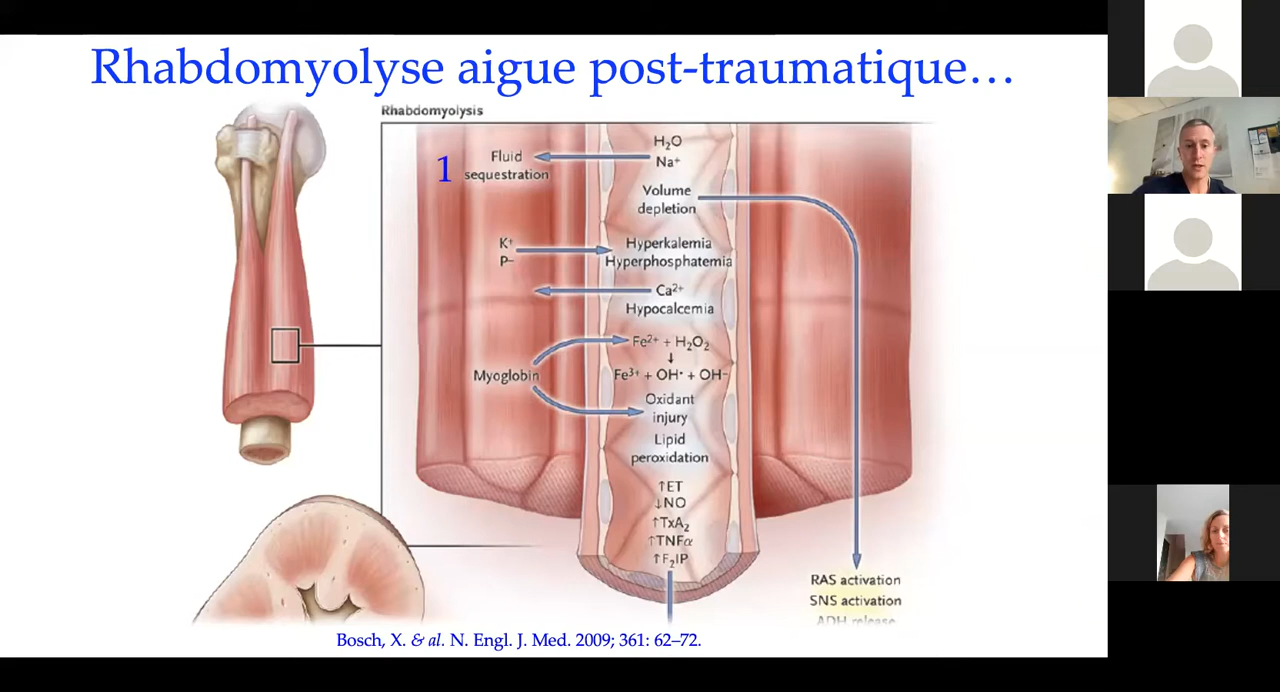 Rhabdomyolyse aigue post-traumatique…
Rhabdomyolysis
1
Fluid
sequestration
H₂O
Na⁺
Volume
depletion
K⁺
P⁻
Hyperkalemia
Hyperphosphatemia
Ca²⁺
Hypocalcemia
Myoglobin
Fe²⁺ + H₂O₂
↓
Fe³⁺ + OH• + OH⁻
Oxidant
injury
Lipid
peroxidation
↑ET
↓NO
↑TxA₂
↑TNFα
↑F₂IP
RAS activation
SNS activation
ADH release
Bosch, X. & al. N. Engl. J. Med. 2009; 361: 62–72.